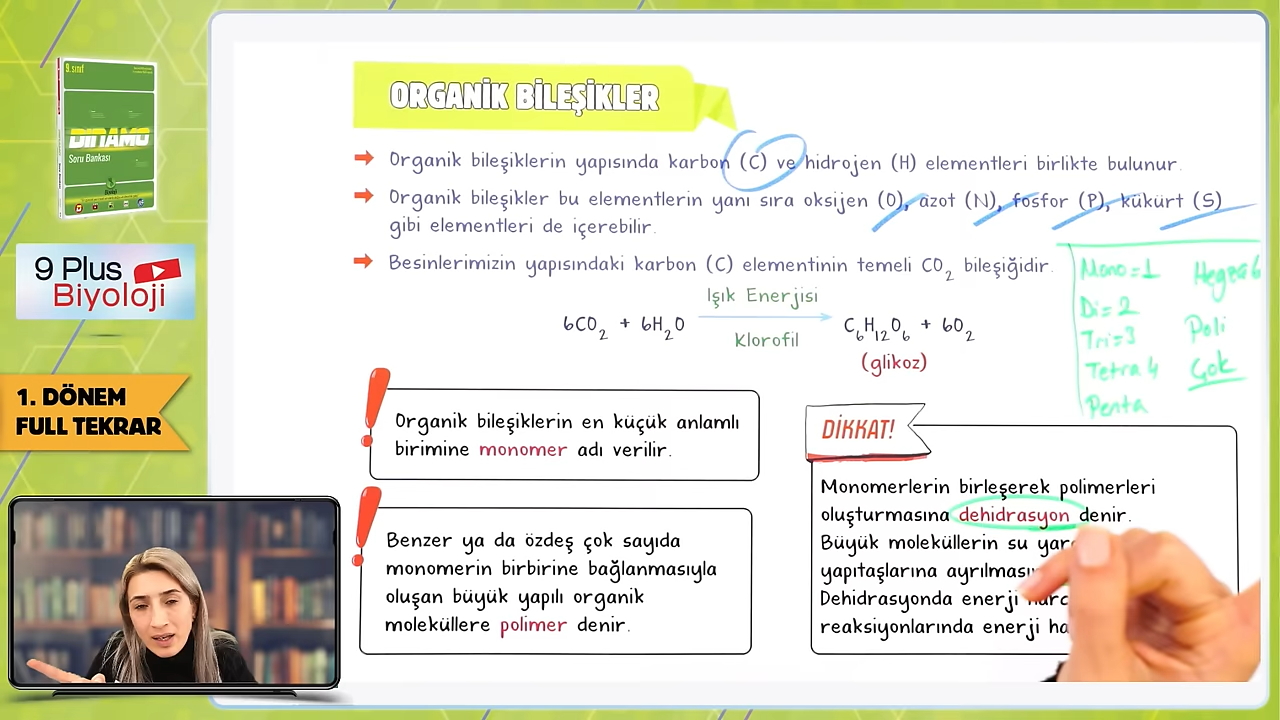 9. sınıf
DİNAMO
Soru Bankası
9 Plus
Biyoloji
1. DÖNEM
FULL TEKRAR
ORGANİK BİLEŞİKLER
Organik bileşiklerin yapısında karbon (C) ve hidrojen (H) elementleri birlikte bulunur.
Organik bileşikler bu elementlerin yanı sıra oksijen (O), azot (N), fosfor (P), kükürt (S)
gibi elementleri de içerebilir.
Besinlerimizin yapısındaki karbon (C) elementinin temeli CO₂ bileşiğidir.
Işık Enerjisi
6CO₂ + 6H₂O C₆H₁₂O₆ + 6O₂
Klorofil
(glikoz)
Mono=1
Di=2
Tri=3
Tetra 4
Penta
Hegza 6
Poli
Çok
Organik bileşiklerin en küçük anlamlı
birimine monomer adı verilir.
Benzer ya da özdeş çok sayıda
monomerin birbirine bağlanmasıyla
oluşan büyük yapılı organik
moleküllere polimer denir.
DİKKAT!
Monomerlerin birleşerek polimerleri
oluşturmasına dehidrasyon denir.
Büyük moleküllerin su
yapıtaşlarına
Dehidrasyonda enerji
reaksiyonlarında enerji